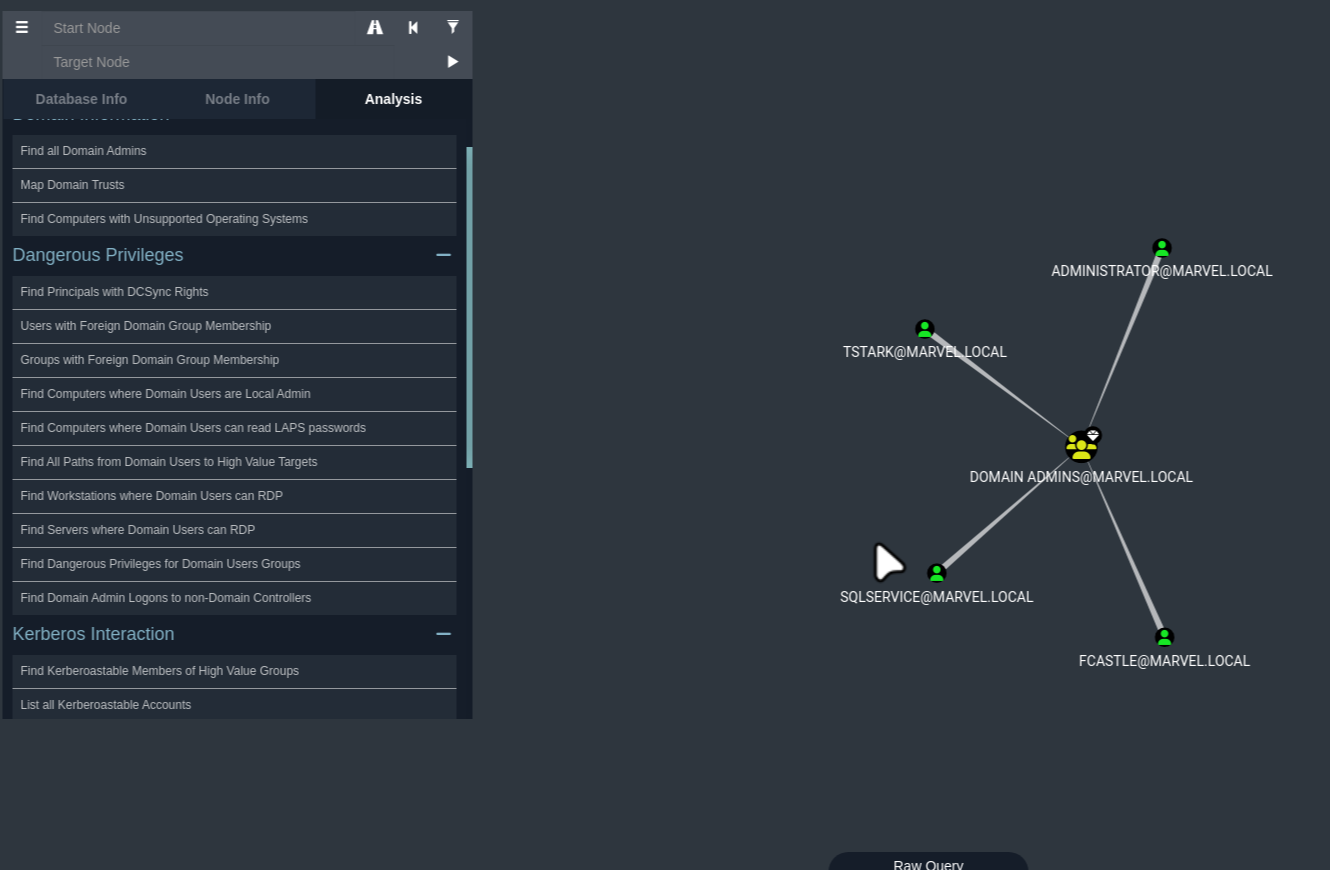 Start Node
Target Node
Database Info
Node Info
Analysis
Domain Information
Find all Domain Admins
Map Domain Trusts
Find Computers with Unsupported Operating Systems
Dangerous Privileges
Find Principals with DCSync Rights
Users with Foreign Domain Group Membership
Groups with Foreign Domain Group Membership
Find Computers where Domain Users are Local Admin
Find Computers where Domain Users can read LAPS passwords
Find All Paths from Domain Users to High Value Targets
Find Workstations where Domain Users can RDP
Find Servers where Domain Users can RDP
Find Dangerous Privileges for Domain Users Groups
Find Domain Admin Logons to non-Domain Controllers
Kerberos Interaction
Find Kerberoastable Members of High Value Groups
List all Kerberoastable Accounts
ADMINISTRATOR@MARVEL.LOCAL
TSTARK@MARVEL.LOCAL
DOMAIN ADMINS@MARVEL.LOCAL
SQLSERVICE@MARVEL.LOCAL
FCASTLE@MARVEL.LOCAL
Raw Query